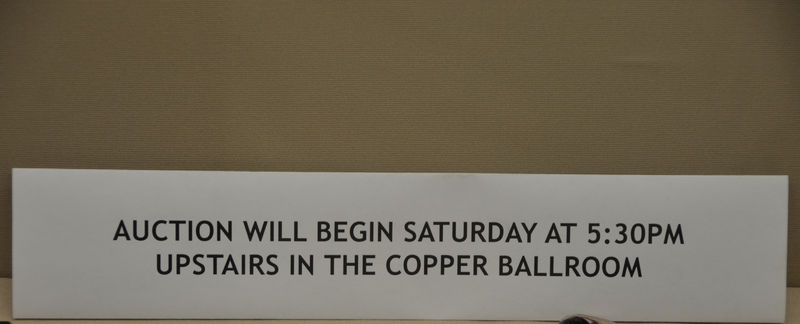 AUCTION WILL BEGIN SATURDAY AT 5:30PM
UPSTAIRS IN THE COPPER BALLROOM